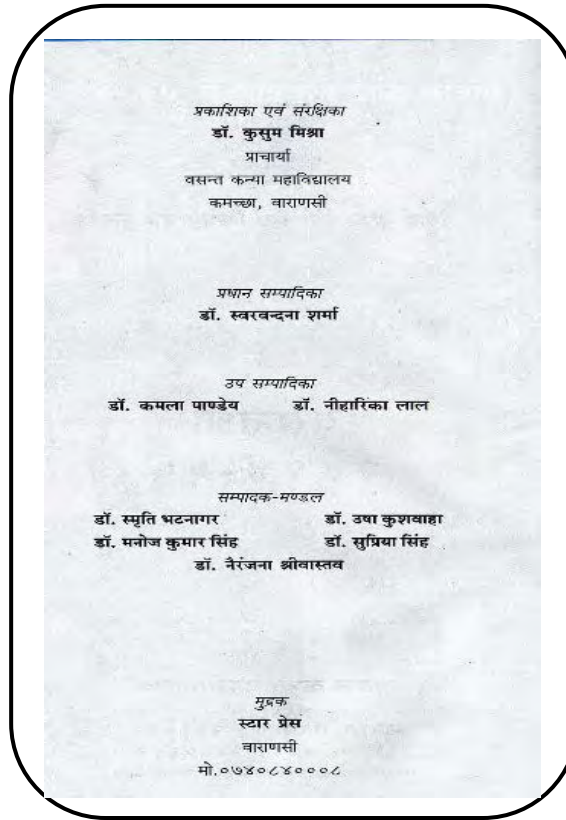 प्रकाशिका एवं संरक्षिका
डॉ. कुसुम मिश्रा
प्राचार्या
वसन्त कन्या महाविद्यालय
कमच्छा, वाराणसी
प्रधान सम्पादिका
डॉ. स्वरवन्दना शर्मा
उप सम्पादिका
डॉ. कमला पाण्डेय डॉ. नीहारिका लाल
सम्पादक-मण्डल
डॉ. स्मृति भटनागर डॉ. उषा कुशवाहा
डॉ. मनोज कुमार सिंह डॉ. सुप्रिया सिंह
डॉ. नैरंजना श्रीवास्तव
मुद्रक
स्टार प्रेस
वाराणसी
मो.०७४०८४०००८